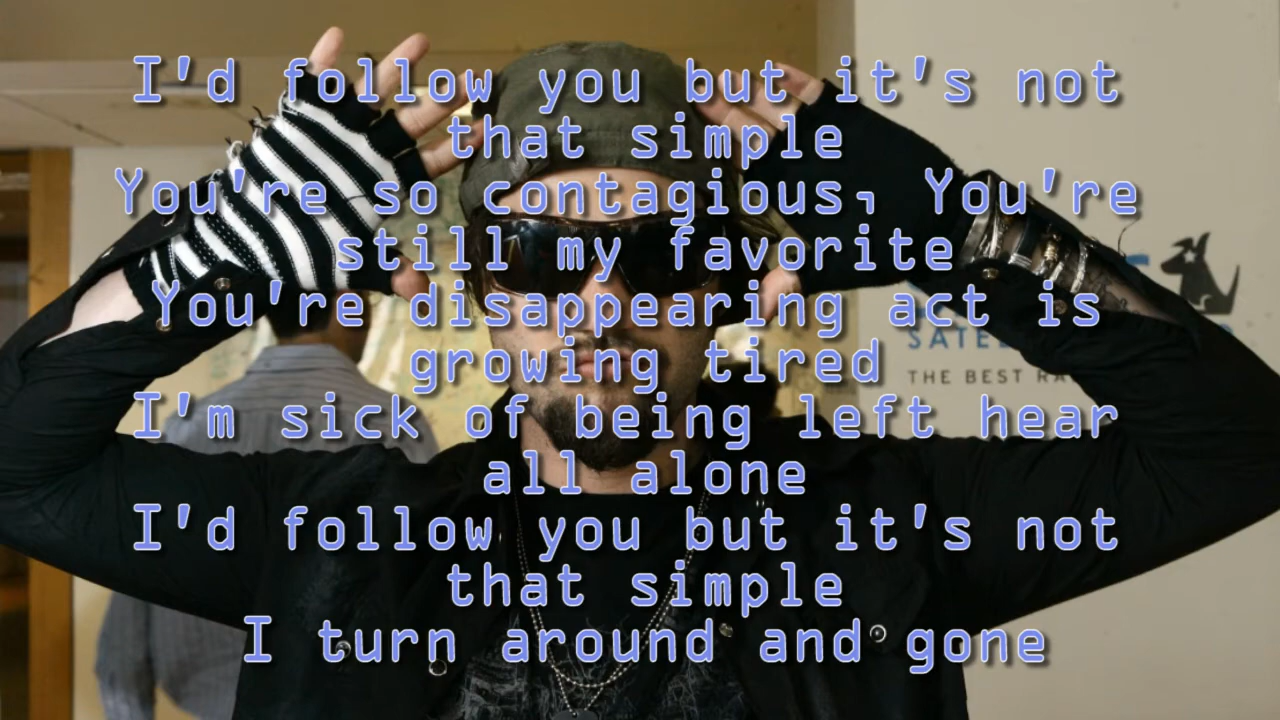 I'd follow you but it's not
that simple
You're so contagious, You're
still my favorite
You're disappearing act is
growing tired
I'm sick of being left hear
all alone
I'd follow you but it's not
that simple
I turn around and gone
THE BEST